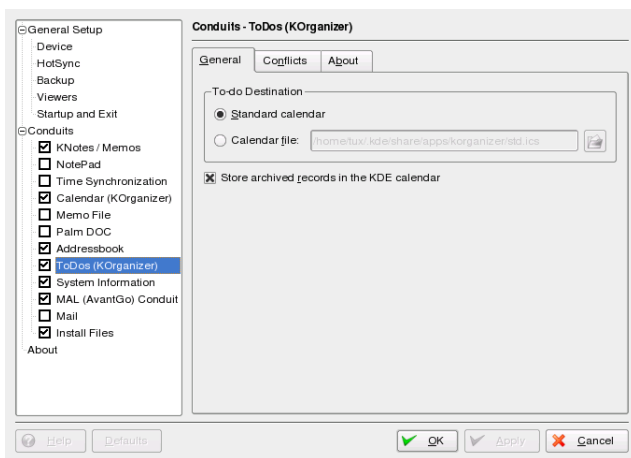 General Setup
Device
HotSync
Backup
Viewers
Startup and Exit
Conduits
KNotes / Memos
NotePad
Time Synchronization
Calendar (KOrganizer)
Memo File
Palm DOC
Addressbook
ToDos (KOrganizer)
System Information
MAL (AvantGo) Conduit
Mail
Install Files
About
Conduits - ToDos (KOrganizer)
General Conflicts About
To-do Destination
Standard calendar
Calendar file: /home/tux/.kde/share/apps/korganizer/std.ics
Store archived records in the KDE calendar
Help Defaults OK Apply Cancel